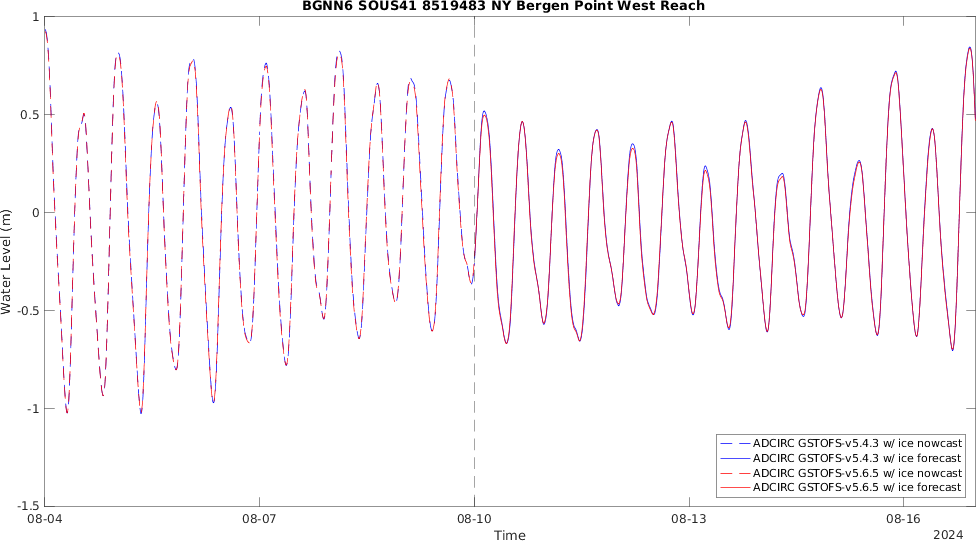 BGNN6 SOUS41 8519483 NY Bergen Point West Reach
1
0.5
0
-0.5
-1
-1.5
Water Level (m)
ADCIRC GSTOFS-v5.4.3 w/ ice nowcast
ADCIRC GSTOFS-v5.4.3 w/ ice forecast
ADCIRC GSTOFS-v5.6.5 w/ ice nowcast
ADCIRC GSTOFS-v5.6.5 w/ ice forecast
08-04 08-07 08-10 08-13 08-16
Time
2024